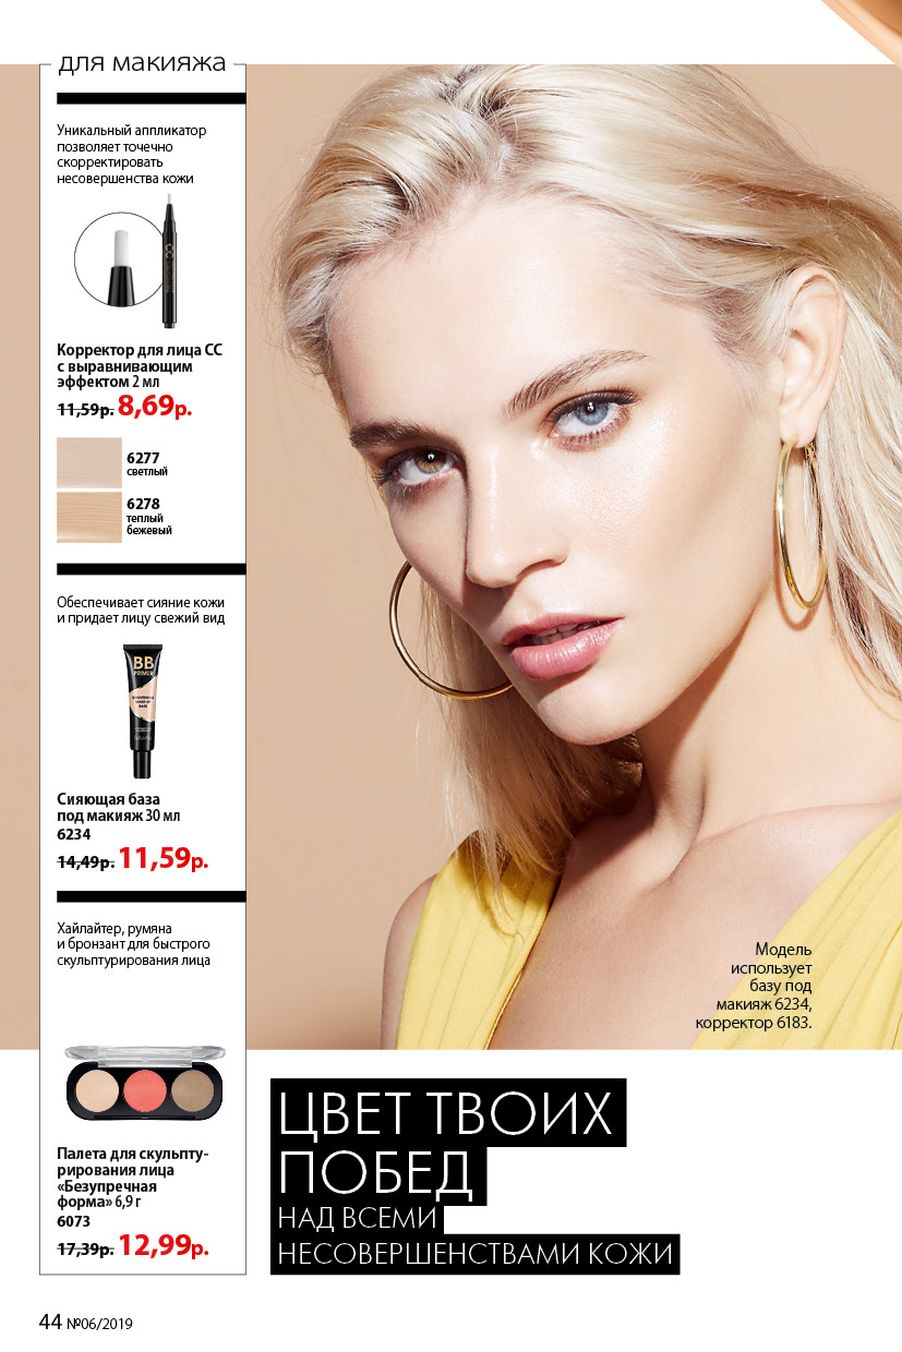 для макияжа
Уникальный аппликатор
позволяет точечно
скорректировать
несовершенства кожи
CC
Корректор для лица CC
с выравнивающим
эффектом 2 мл
11,59р. 8,69р.
6277
светлый
6278
теплый
бежевый
Обеспечивает сияние кожи
и придает лицу свежий вид
BB
PRIMER
Сияющая база
под макияж 30 мл
6234
14,49р. 11,59р.
Хайлайтер, румяна
и бронзант для быстрого
скульптурирования лица
Палета для скульпту-
рирования лица
«Безупречная
форма» 6,9 г
6073
17,39р. 12,99р.
Модель
использует
базу под
макияж 6234,
корректор 6183.
ЦВЕТ ТВОИХ
ПОБЕД
НАД ВСЕМИ
НЕСОВЕРШЕНСТВАМИ КОЖИ
44 №06/2019